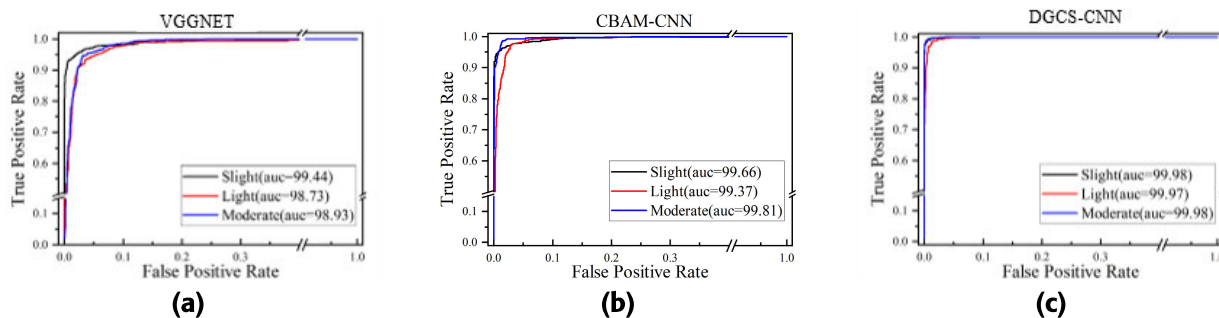 VGGNET
True Positive Rate
1.0
0.9
0.8
0.7
0.6
0.1
0.0
Slight(auc=99.44)
Light(auc=98.73)
Moderate(auc=98.93)
0.0 0.1 0.2 0.3 1.0
False Positive Rate
(a)
CBAM-CNN
True Positive Rate
1.0
0.9
0.8
0.7
0.6
0.1
0.0
Slight(auc=99.66)
Light(auc=99.37)
Moderate(auc=99.81)
0.0 0.1 0.2 0.3 1.0
False Positive Rate
(b)
DGCS-CNN
True Positive Rate
1.0
0.9
0.8
0.7
0.6
0.1
0.0
Slight(auc=99.98)
Light(auc=99.97)
Moderate(auc=99.98)
0.0 0.1 0.2 0.3 1.0
False Positive Rate
(c)